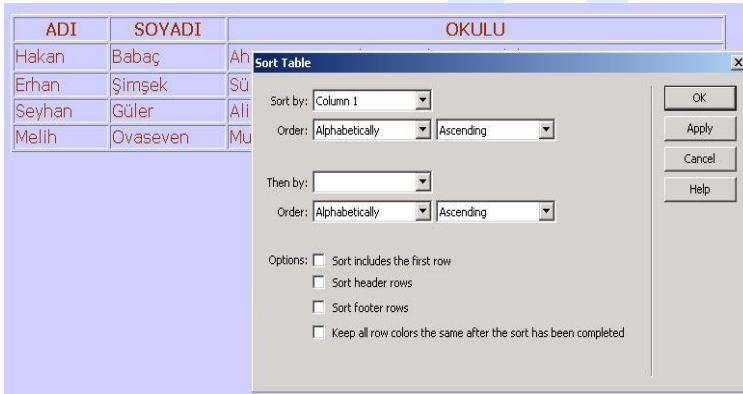 ADI SOYADI OKULU
Hakan Babaç Ah
Erhan Şimşek Sü
Seyhan Güler Ali
Melih Ovaseven Mu
Sort Table
Sort by: Column 1
Order: Alphabetically Ascending
Then by:
Order: Alphabetically Ascending
Options: Sort includes the first row
Sort header rows
Sort footer rows
Keep all row colors the same after the sort has been completed
OK
Apply
Cancel
Help